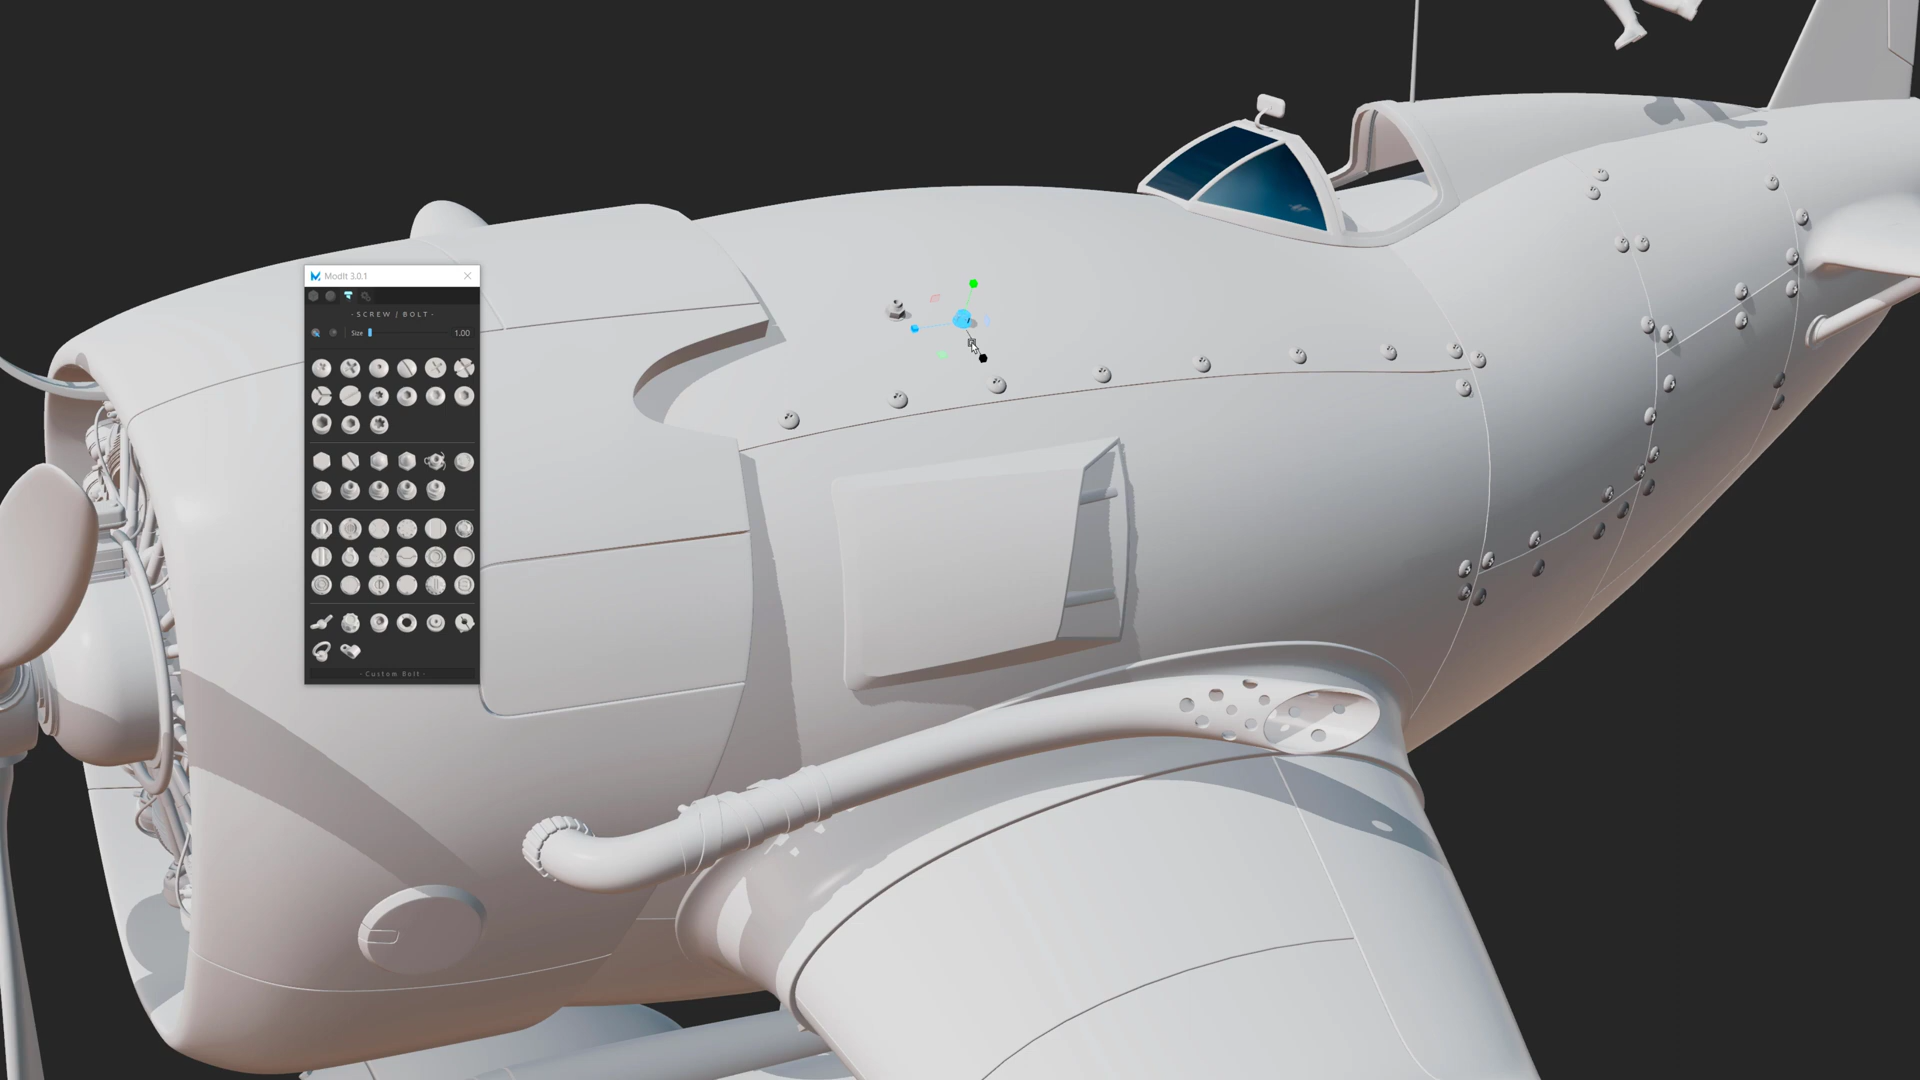 ModIt 3.0.1
- SCREW / BOLT -
Size 1.00
- Custom Bolt -